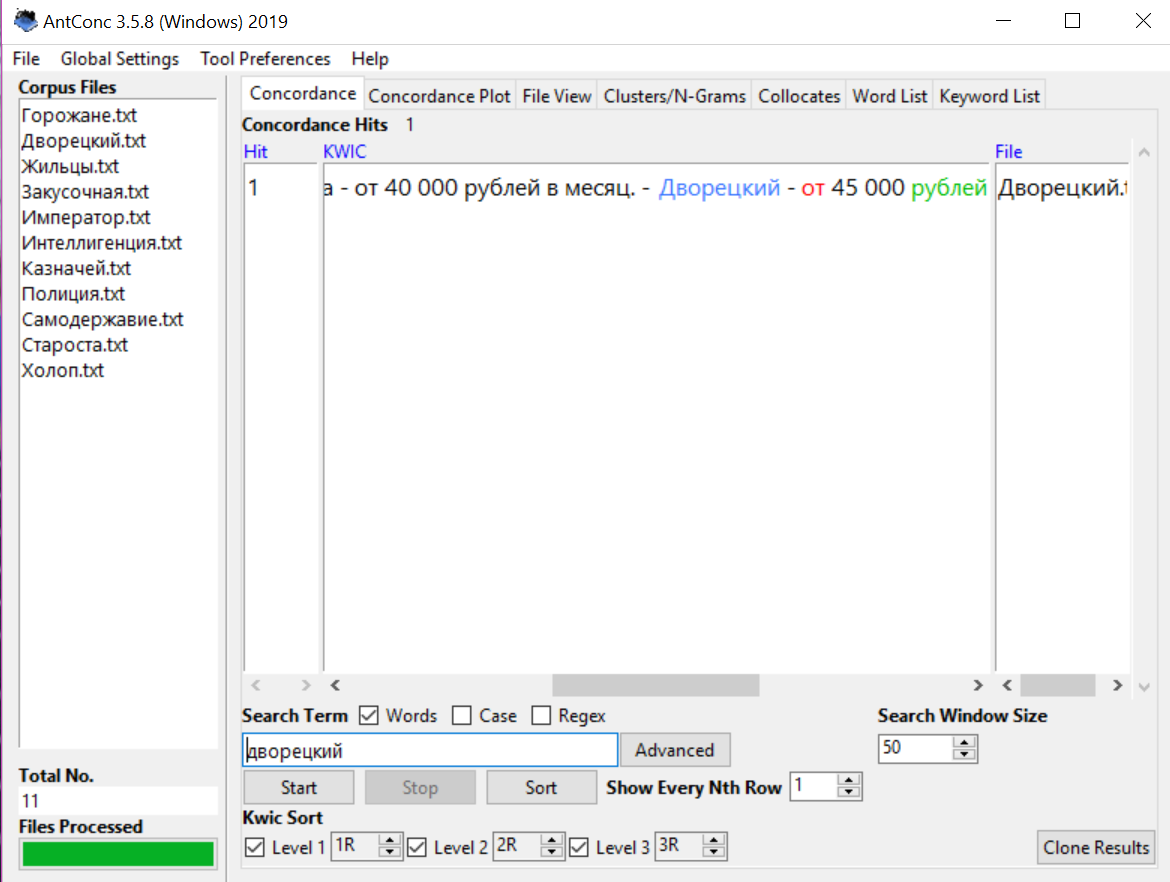 AntConc 3.5.8 (Windows) 2019
File Global Settings Tool Preferences Help
Corpus Files
Горожане.txt
Дворецкий.txt
Жильцы.txt
Закусочная.txt
Император.txt
Интеллигенция.txt
Казначей.txt
Полиция.txt
Самодержавие.txt
Староста.txt
Холоп.txt
Total No.
11
Files Processed
Concordance Concordance Plot File View Clusters/N-Grams Collocates Word List Keyword List
Concordance Hits 1
Hit KWIC File
1 а - от 40 000 рублей в месяц. - Дворецкий - от 45 000 рублей Дворецкий.t
Search Term Words Case Regex Search Window Size
дворецкий Advanced 50
Start Stop Sort Show Every Nth Row 1
Kwic Sort
Level 1 1R Level 2 2R Level 3 3R Clone Results